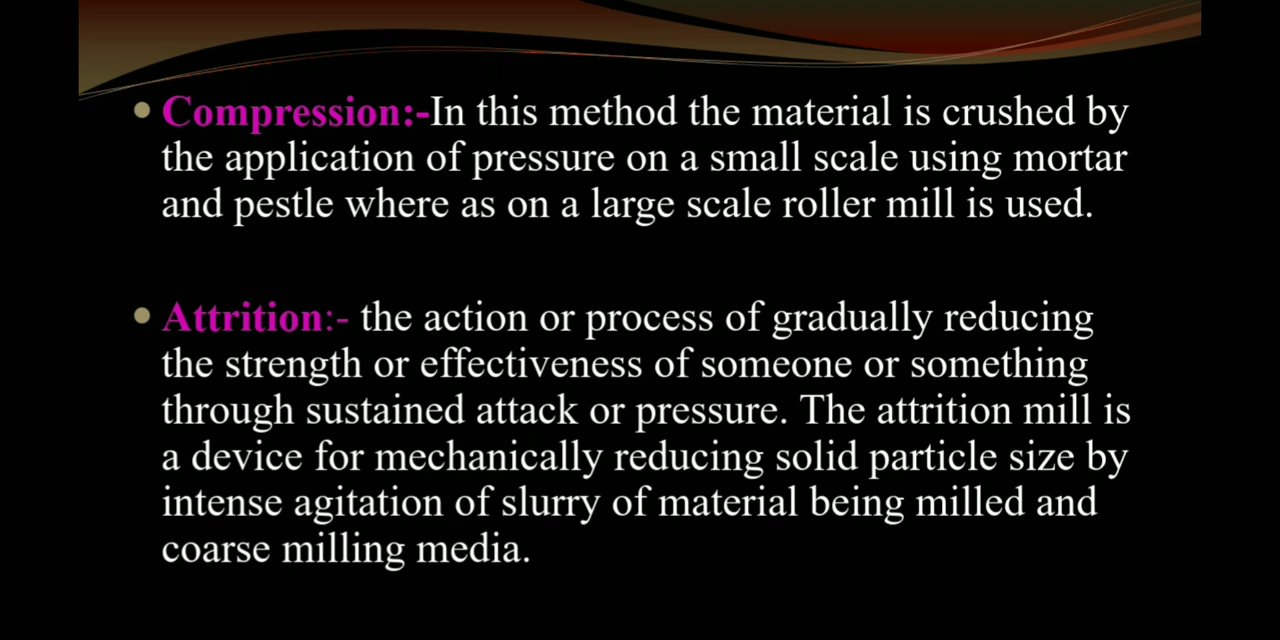 Compression:-In this method the material is crushed by
the application of pressure on a small scale using mortar
and pestle where as on a large scale roller mill is used.
Attrition:- the action or process of gradually reducing
the strength or effectiveness of someone or something
through sustained attack or pressure. The attrition mill is
a device for mechanically reducing solid particle size by
intense agitation of slurry of material being milled and
coarse milling media.